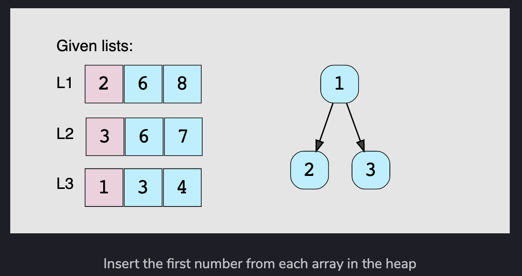 Given lists:
L1 2 6 8
L2 3 6 7
L3 1 3 4
1
2 3
Insert the first number from each array in the heap